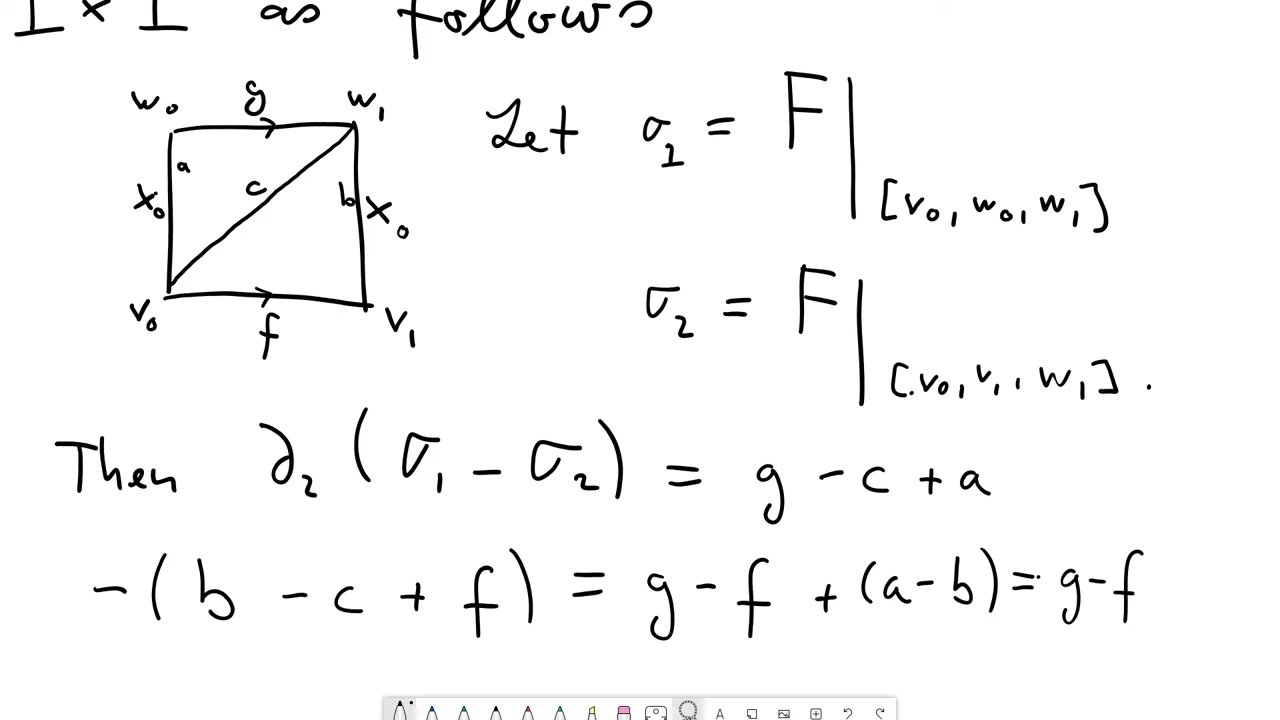 I × I as follows
w₀ g w₁
a
x₀ c b x₀
v₀ f v₁
Let σ₁ = F|[v₀, w₀, w₁]
σ₂ = F|[v₀, v₁, w₁].
Then ∂₂ (σ₁ − σ₂) = g − c + a
−(b − c + f) = g − f + (a − b) = g − f
A